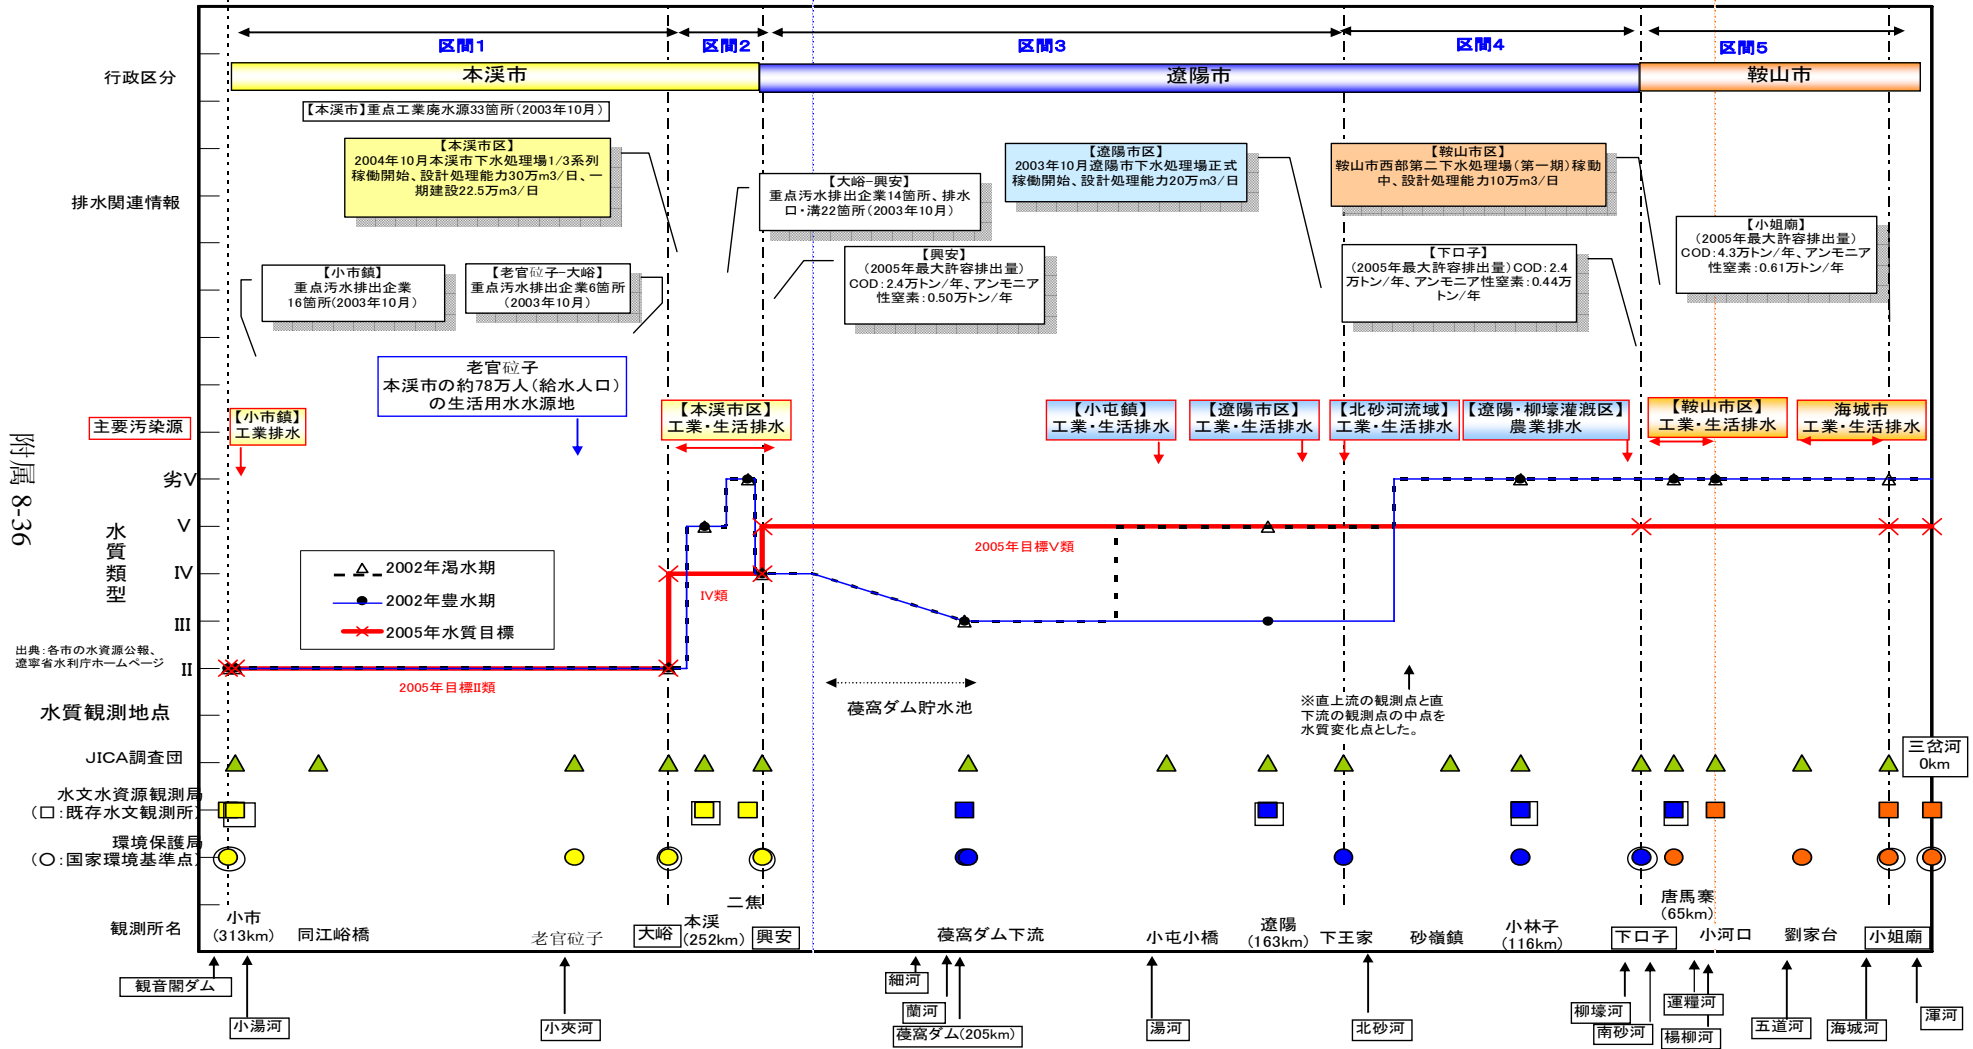 区間1
区間2
区間3
区間4
区間5
行政区分
本渓市
遼陽市
鞍山市
【本渓市】重点工業廃水源33箇所(2003年10月)
排水関連情報
【本渓市区】
2004年10月本渓市下水処理場1/3系列
稼働開始、設計処理能力30万m3/日、一
期建設22.5万m3/日
【大峪-興安】
重点汚水排出企業14箇所、排水
口・溝22箇所(2003年10月)
【遼陽市区】
2003年10月遼陽市下水処理場正式
稼働開始、設計処理能力20万m3/日
【鞍山市区】
鞍山市西部第二下水処理場(第一期)稼動
中、設計処理能力10万m3/日
【小姐廟】
(2005年最大許容排出量)
COD:4.3万トン/年、アンモニア
性窒素:0.61万トン/年
【小市鎮】
重点汚水排出企業
16箇所(2003年10月)
【老官砬子-大峪】
重点汚水排出企業6箇所
(2003年10月)
【興安】
(2005年最大許容排出量)
COD:2.4万トン/年、アンモニア
性窒素:0.50万トン/年
【下口子】
(2005年最大許容排出量)COD:2.4
万トン/年、アンモニア性窒素:0.44万
トン/年
老官砬子
本渓市の約78万人(給水人口)
の生活用水水源地
主要汚染源
【小市鎮】
工業排水
【本渓市区】
工業・生活排水
【小屯鎮】
工業・生活排水
【遼陽市区】
工業・生活排水
【北砂河流域】
工業・生活排水
【遼陽・柳壕灌漑区】
農業排水
【鞍山市区】
工業・生活排水
海城市
工業・生活排水
附属 8-36
水質類型
劣V
V
IV
III
II
2002年渇水期
2002年豊水期
2005年水質目標
IV類
2005年目標V類
2005年目標II類
出典:各市の水資源公報、
遼寧省水利庁ホームページ
葠窩ダム貯水池
※直上流の観測点と直
下流の観測点の中点を
水質変化点とした。
水質観測地点
JICA調査団
三岔河
0km
水文水資源観測局
(□:既存水文観測所)
環境保護局
(○:国家環境基準点)
観測所名
小市
(313km)
同江峪橋
老官砬子
大峪
本渓
(252km)
二焦
興安
葠窩ダム下流
小屯小橋
遼陽
(163km)
下王家
砂嶺鎮
小林子
(116km)
下口子
唐馬寨
(65km)
小河口
劉家台
小姐廟
観音閣ダム
小湯河
小夾河
細河
蘭河
葠窩ダム(205km)
湯河
北砂河
柳壕河
南砂河
運糧河
楊柳河
五道河
海城河
渾河